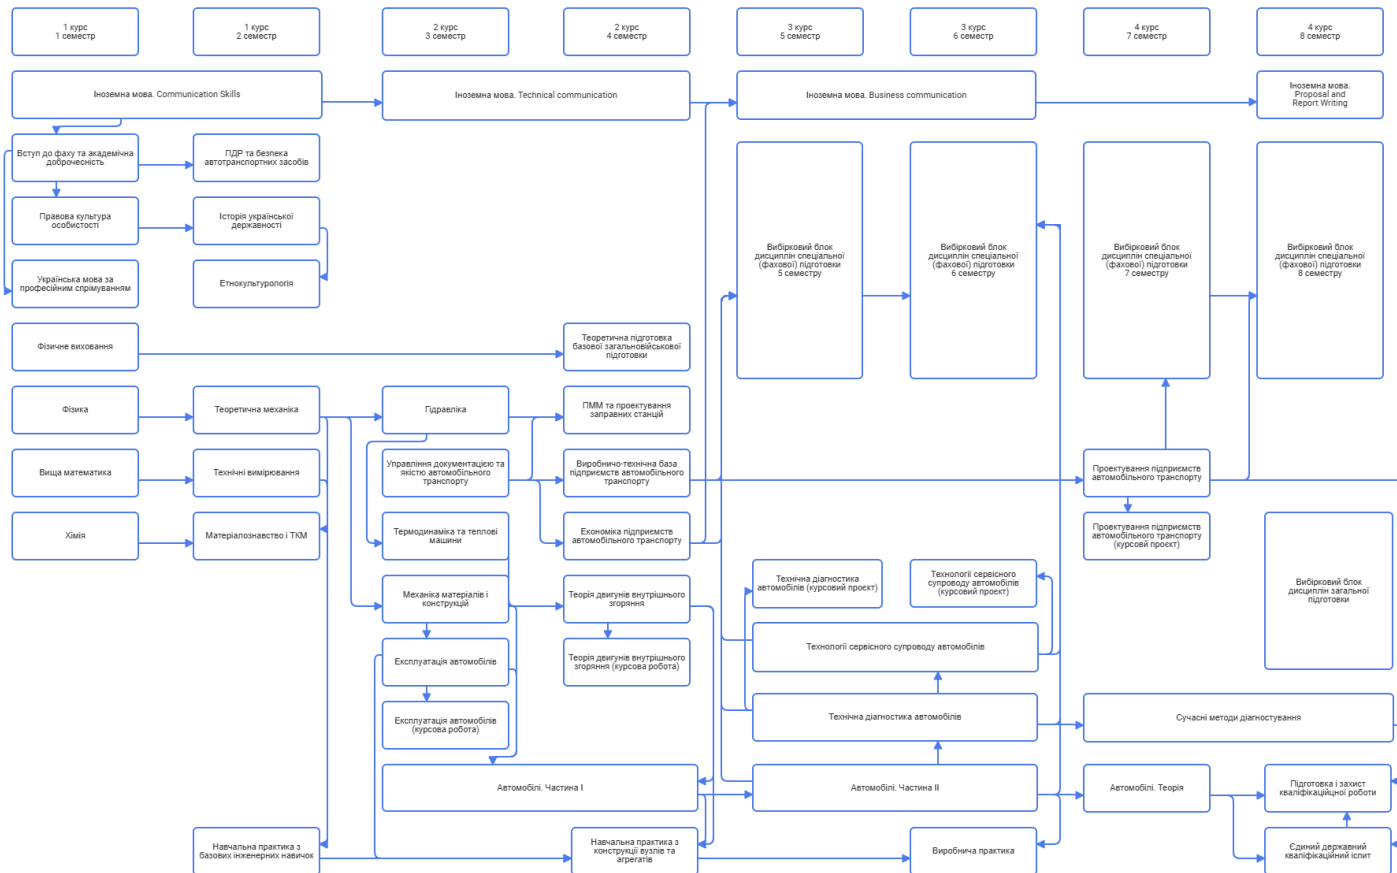 1 курс
1 семестр
1 курс
2 семестр
2 курс
3 семестр
2 курс
4 семестр
3 курс
5 семестр
3 курс
6 семестр
4 курс
7 семестр
4 курс
8 семестр
Іноземна мова. Communication Skills
Іноземна мова. Technical communication
Іноземна мова. Business communication
Іноземна мова.
Proposal and
Report Writing
Вступ до фаху та академічна
доброчесність
ПДР та безпека
автотранспортних засобів
Правова культура
особистості
Історія української
державності
Українська мова за
професійним спрімуванням
Етнокультурологія
Вибірковий блок
дисциплін спеціальної
(фахової) підготовки
5 семестру
Вибірковий блок
дисциплін спеціальної
(фахової) підготовки
6 семестру
Вибірковий блок
дисциплін спеціальної
(фахової) підготовки
7 семестру
Вибірковий блок
дисциплін спеціальної
(фахової) підготовки
8 семестру
Фізичне виховання
Теоретична підготовка
базової загальновійськової
підготовки
Фізика
Теоретична механіка
Гідравліка
ПММ та проектування
заправних станцій
Вища математика
Технічні вимірювання
Управління документацією та
якістю автомобільного
транспорту
Виробничо-технічна база
підприємств автомобільного
транспорту
Проектування підприємств
автомобільного транспорту
Хімія
Матеріалознавство і ТКМ
Термодинаміка та теплові
машини
Економіка підприємств
автомобільного транспорту
Проектування підприємств
автомобільного транспорту
(курсовй проєкт)
Механіка матеріалів і
конструкцій
Теорія двигунів внутрішнього
згоряння
Технічна діагностика
автомобілів (курсовий проєкт)
Технології сервісного
супроводу автомобілів
(курсовий проєкт)
Вибірковий блок
дисциплін загальної
підготовки
Експлуатація автомобілів
Теорія двигунів внутрішнього
згоряння (курсова робота)
Технології сервісного супроводу автомобілів
Експлуатація автомобілів
(курсова робота)
Технічна діагностика автомобілів
Сучасні методи діагностування
Автомобілі. Частина І
Автомобілі. Частина ІІ
Автомобілі. Теорія
Підготовка і захист
кваліфікаційцної роботи
Навчальна практика з
базових інженерних навичок
Навчальна практика з
конструкції вузлів та
агрегатів
Виробнича практика
Єдиний державний
кваліфікаційний іспит